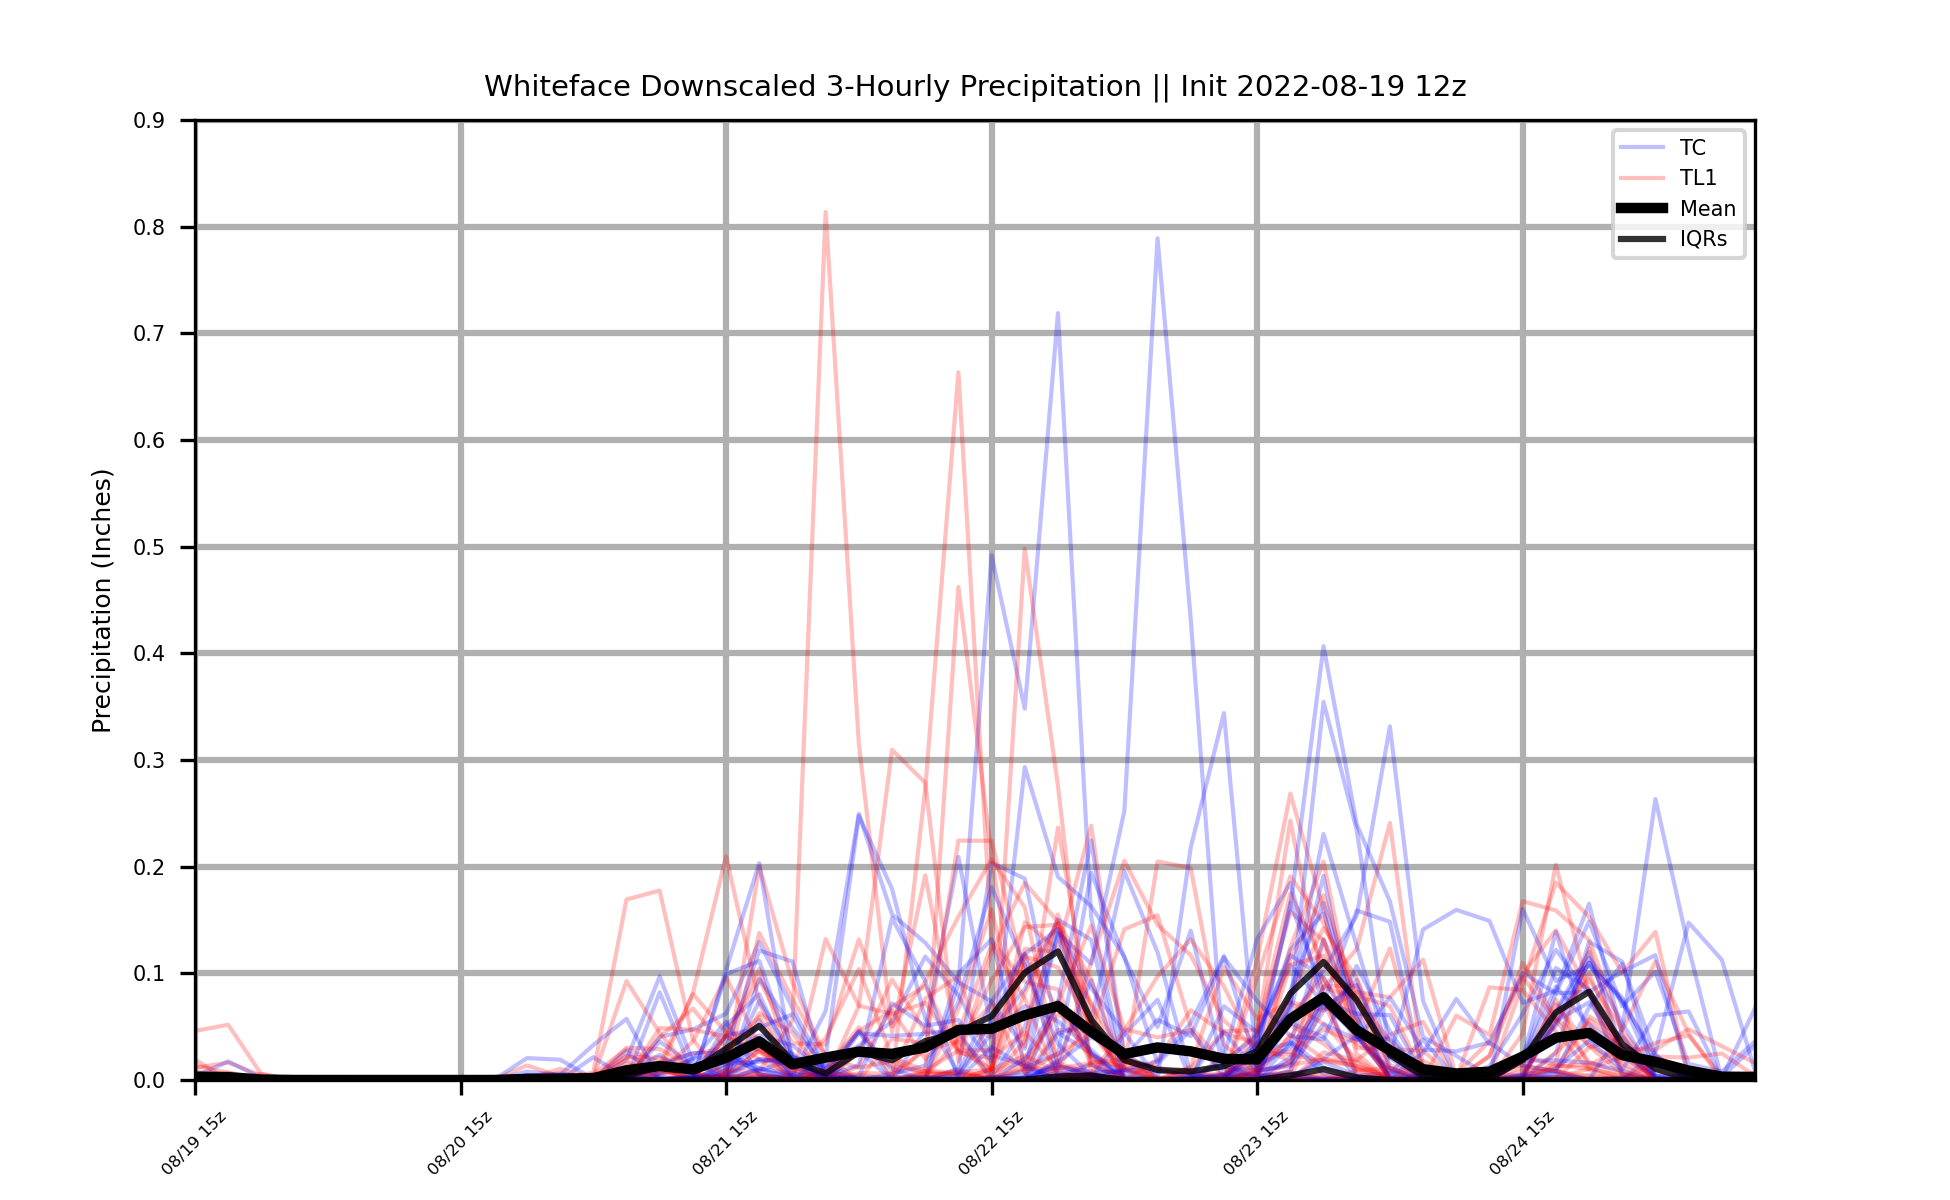 Whiteface Downscaled 3-Hourly Precipitation || Init 2022-08-19 12z
Precipitation (Inches)
0.9
0.8
0.7
0.6
0.5
0.4
0.3
0.2
0.1
0.0
TC
TL1
Mean
IQRs
08/19 15z
08/20 15z
08/21 15z
08/22 15z
08/23 15z
08/24 15z